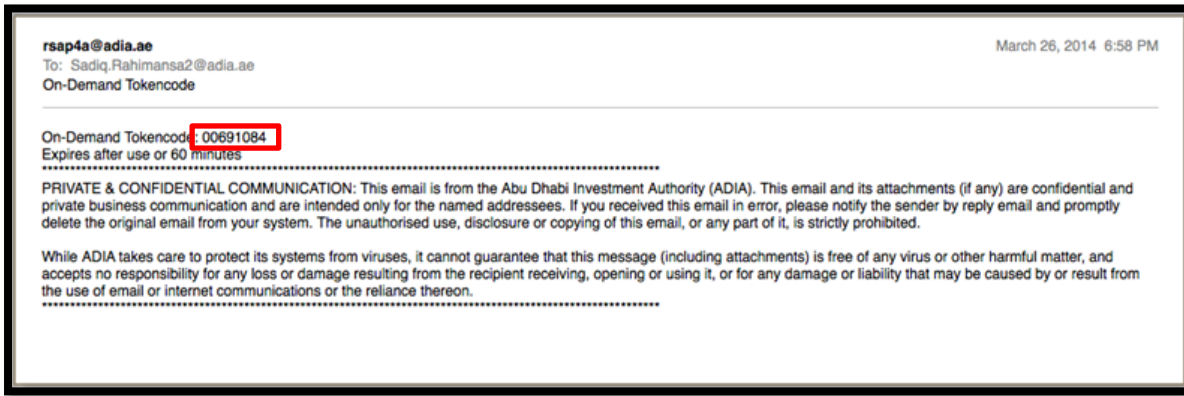 rsap4a@adia.ae
March 26, 2014 6:58 PM
To: Sadiq.Rahimansa2@adia.ae
On-Demand Tokencode
On-Demand Tokencode: 00691084
Expires after use or 60 minutes
PRIVATE & CONFIDENTIAL COMMUNICATION: This email is from the Abu Dhabi Investment Authority (ADIA). This email and its attachments (if any) are confidential and
private business communication and are intended only for the named addressees. If you received this email in error, please notify the sender by reply email and promptly
delete the original email from your system. The unauthorised use, disclosure or copying of this email, or any part of it, is strictly prohibited.
While ADIA takes care to protect its systems from viruses, it cannot guarantee that this message (including attachments) is free of any virus or other harmful matter, and
accepts no responsibility for any loss or damage resulting from the recipient receiving, opening or using it, or for any damage or liability that may be caused by or result from
the use of email or internet communications or the reliance thereon.